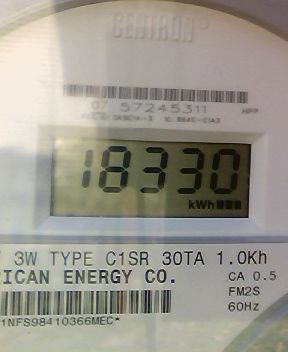 CENTRON®
07 57245311 HPP
18330
kWh
3W TYPE C1SR 30TA 1.0Kh
ICAN ENERGY CO.
CA 0.5
FM2S
60Hz
1NFS98410366MEC*